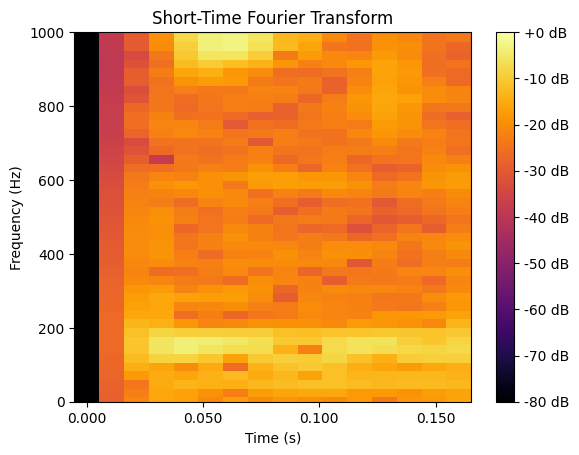 Short-Time Fourier Transform
1000
800
600
400
200
0
Frequency (Hz)
0.000
0.050
0.100
0.150
Time (s)
+0 dB
-10 dB
-20 dB
-30 dB
-40 dB
-50 dB
-60 dB
-70 dB
-80 dB